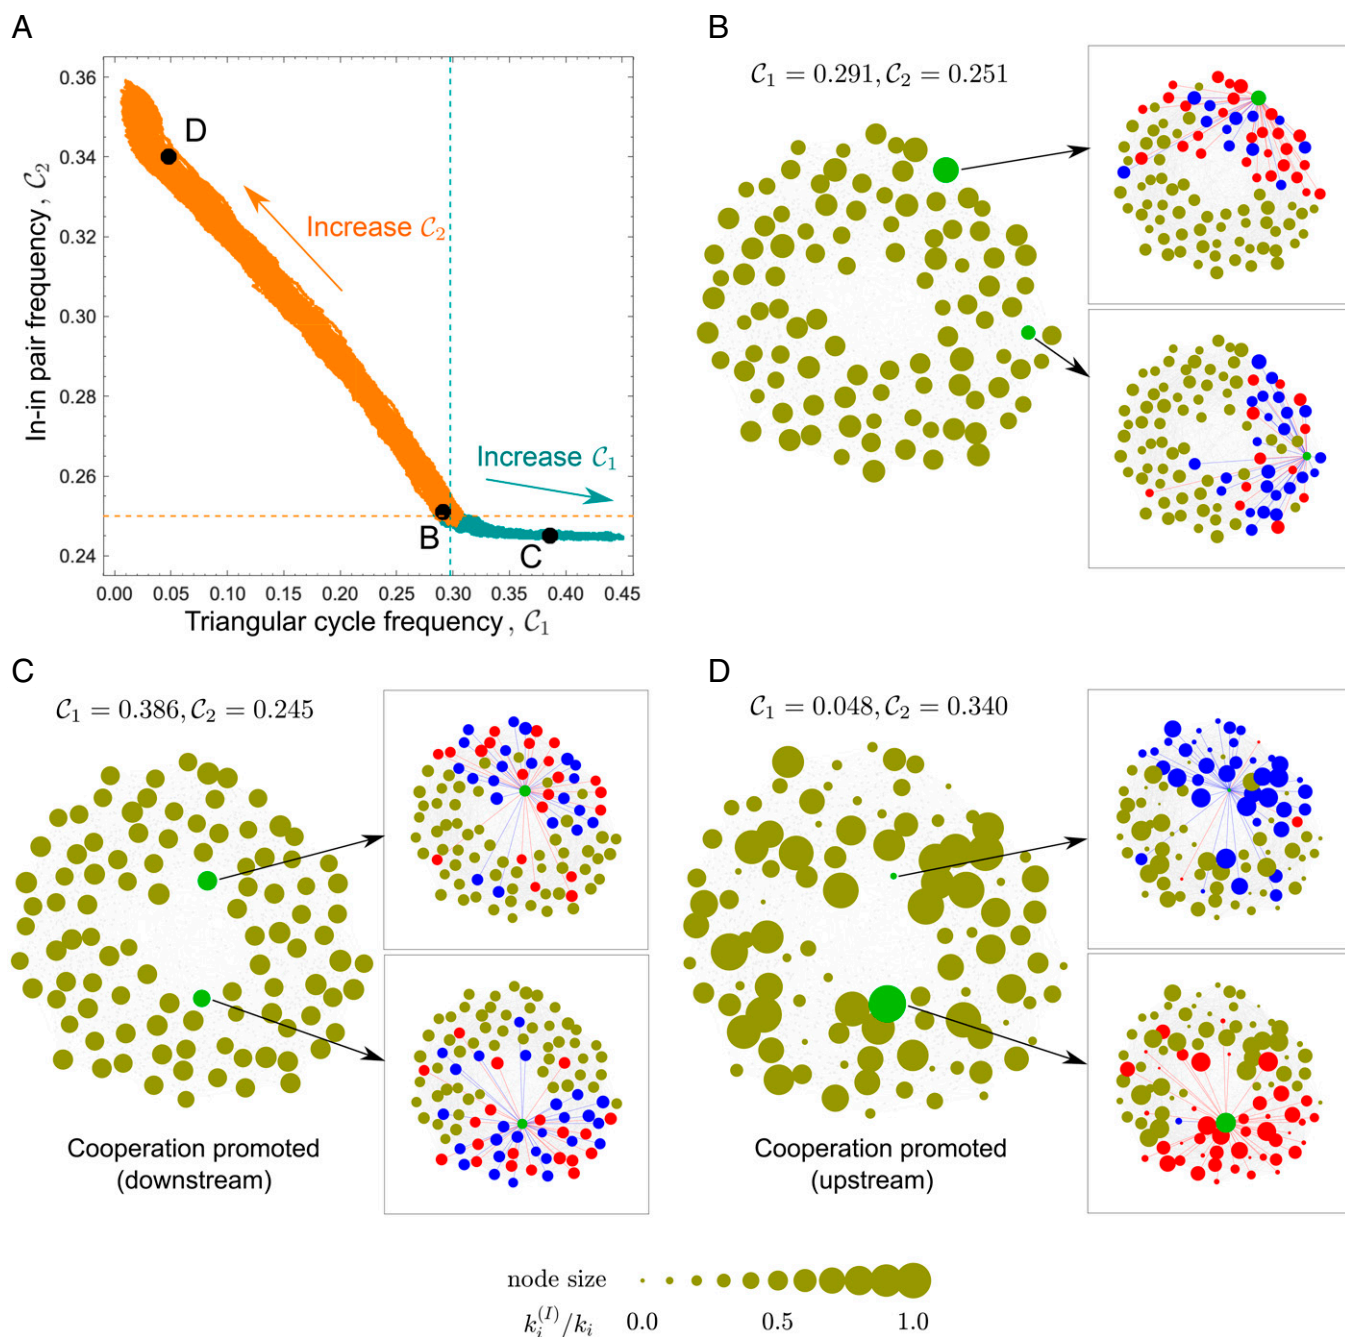 A
0.36
0.34
0.32
0.30
0.28
0.26
0.24
In-in pair frequency, 𝒞₂
D
Increase 𝒞₂
Increase 𝒞₁
B
C
0.00 0.05 0.10 0.15 0.20 0.25 0.30 0.35 0.40 0.45
Triangular cycle frequency, 𝒞₁
B
𝒞₁ = 0.291, 𝒞₂ = 0.251
C
𝒞₁ = 0.386, 𝒞₂ = 0.245
Cooperation promoted
(downstream)
D
𝒞₁ = 0.048, 𝒞₂ = 0.340
Cooperation promoted
(upstream)
node size
kᵢ⁽ᴵ⁾/kᵢ 0.0 0.5 1.0